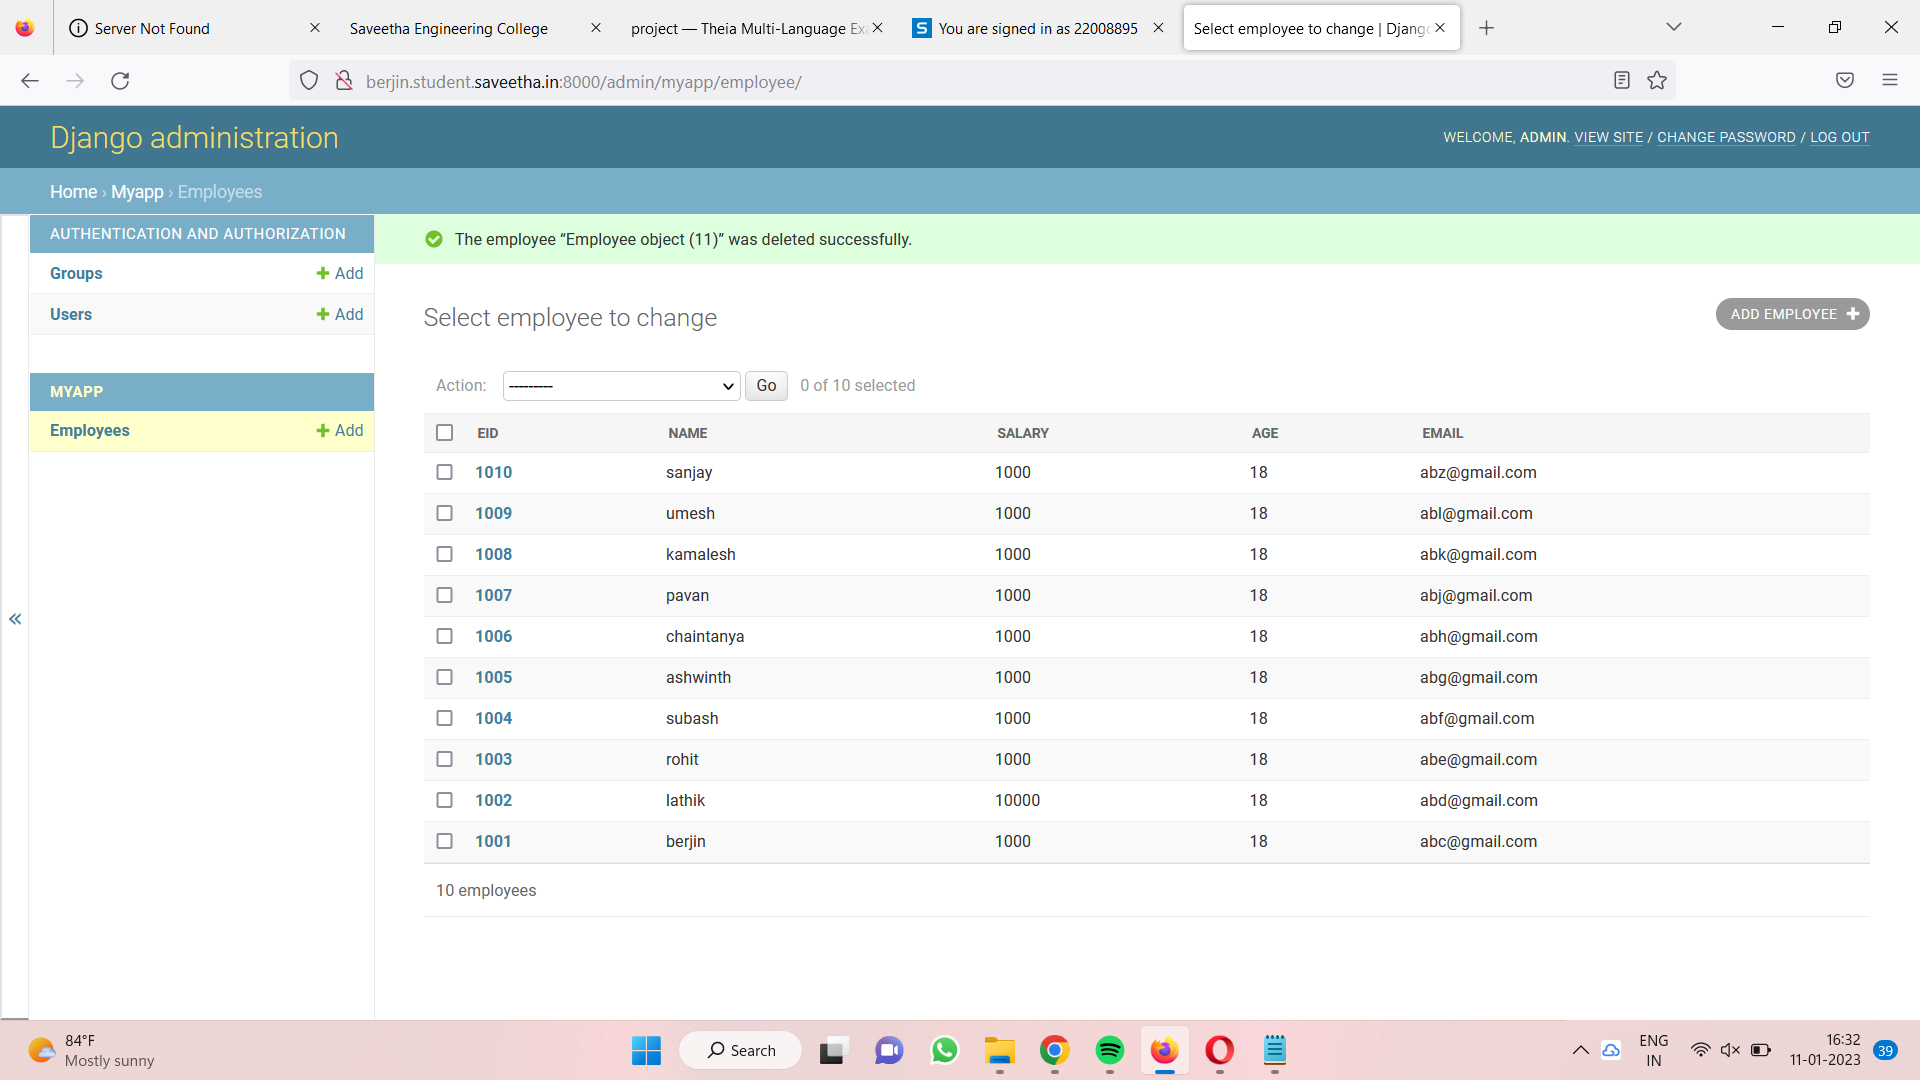 Server Not Found
Saveetha Engineering College
project — Theia Multi-Language Exa
You are signed in as 22008895
Select employee to change | Django
berjin.student.saveetha.in:8000/admin/myapp/employee/
Django administration
WELCOME, ADMIN. VIEW SITE / CHANGE PASSWORD / LOG OUT
Home › Myapp › Employees
AUTHENTICATION AND AUTHORIZATION
Groups Add
Users Add
MYAPP
Employees Add
The employee “Employee object (11)” was deleted successfully.
Select employee to change
ADD EMPLOYEE
Action: --------- Go 0 of 10 selected
EID NAME SALARY AGE EMAIL
1010 sanjay 1000 18 abz@gmail.com
1009 umesh 1000 18 abl@gmail.com
1008 kamalesh 1000 18 abk@gmail.com
1007 pavan 1000 18 abj@gmail.com
1006 chaintanya 1000 18 abh@gmail.com
1005 ashwinth 1000 18 abg@gmail.com
1004 subash 1000 18 abf@gmail.com
1003 rohit 1000 18 abe@gmail.com
1002 lathik 10000 18 abd@gmail.com
1001 berjin 1000 18 abc@gmail.com
10 employees
84°F
Mostly sunny
Search
ENG
IN
16:32
11-01-2023
39